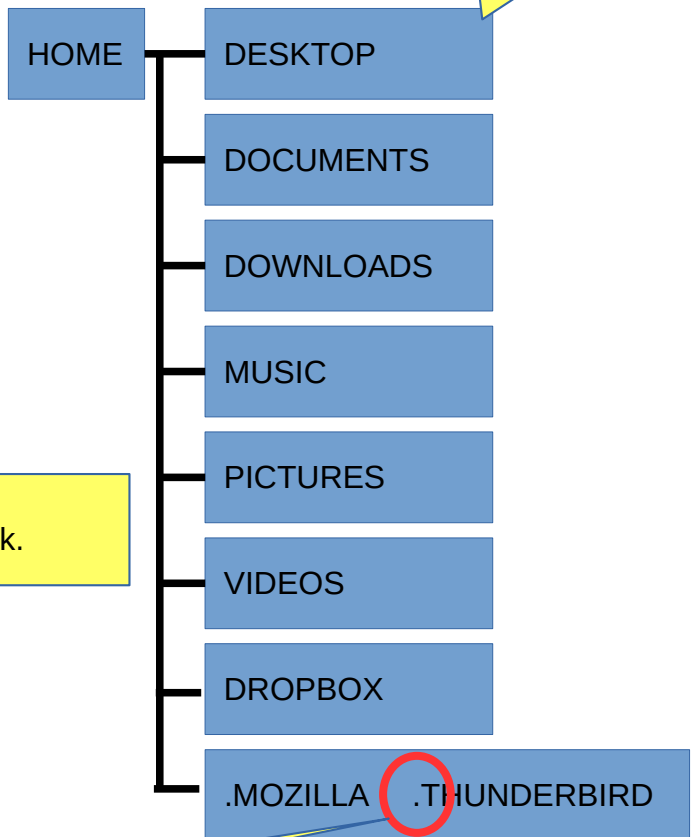 HOME
DESKTOP
DOCUMENTS
DOWNLOADS
MUSIC
PICTURES
k.
VIDEOS
DROPBOX
.MOZILLA .THUNDERBIRD